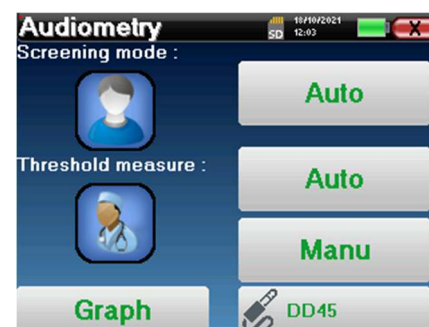 Audiometry
SD
18/10/2021
12:03
X
Screening mode :
Auto
Threshold measure :
Auto
Manu
Graph
DD45